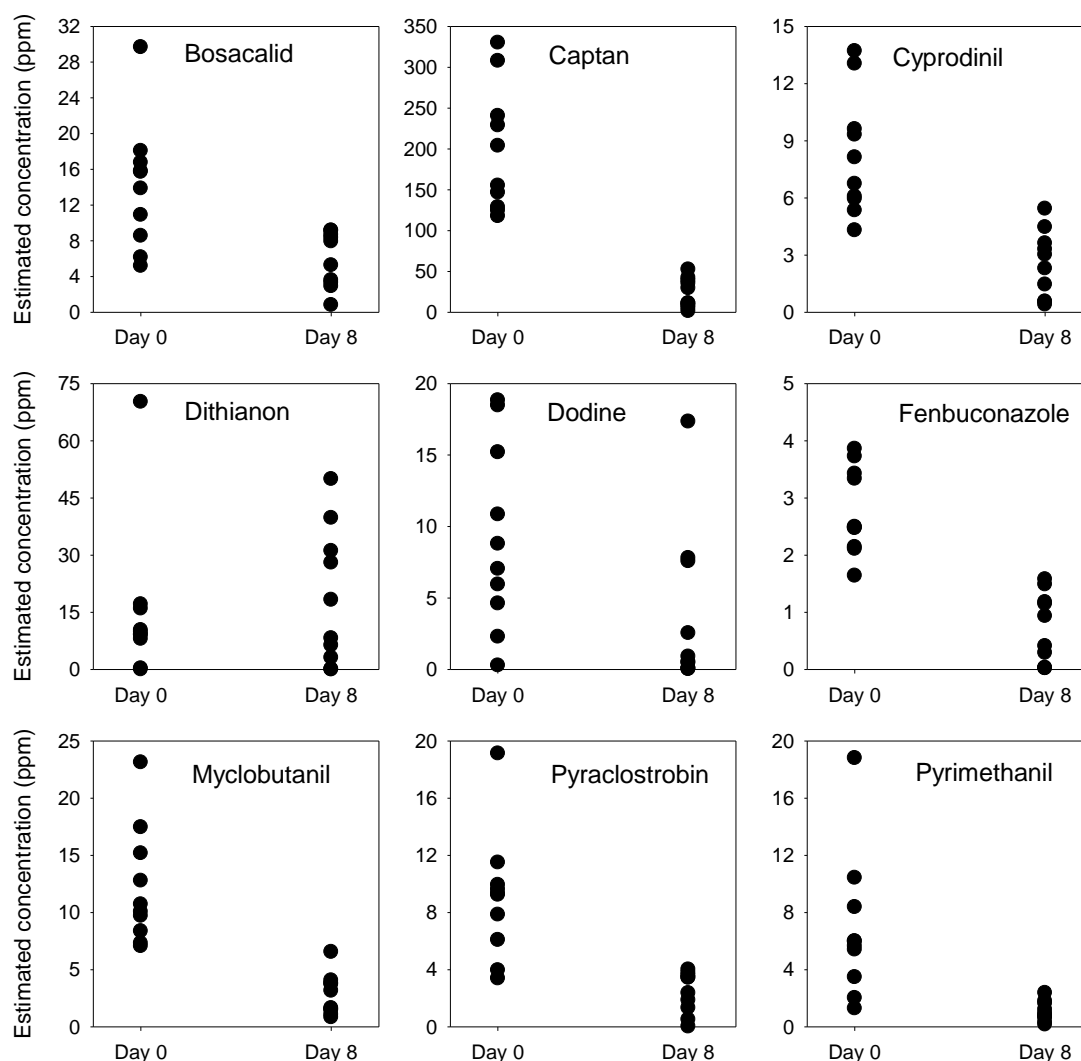 Estimated concentration (ppm)
32
28
24
20
16
12
8
4
0
Bosacalid
Day 0
Day 8
350
300
250
200
150
100
50
0
Captan
Day 0
Day 8
15
12
9
6
3
0
Cyprodinil
Day 0
Day 8
Estimated concentration (ppm)
75
60
45
30
15
0
Dithianon
Day 0
Day 8
20
15
10
5
0
Dodine
Day 0
Day 8
5
4
3
2
1
0
Fenbuconazole
Day 0
Day 8
Estimated concentration (ppm)
25
20
15
10
5
0
Myclobutanil
Day 0
Day 8
20
16
12
8
4
0
Pyraclostrobin
Day 0
Day 8
20
16
12
8
4
0
Pyrimethanil
Day 0
Day 8